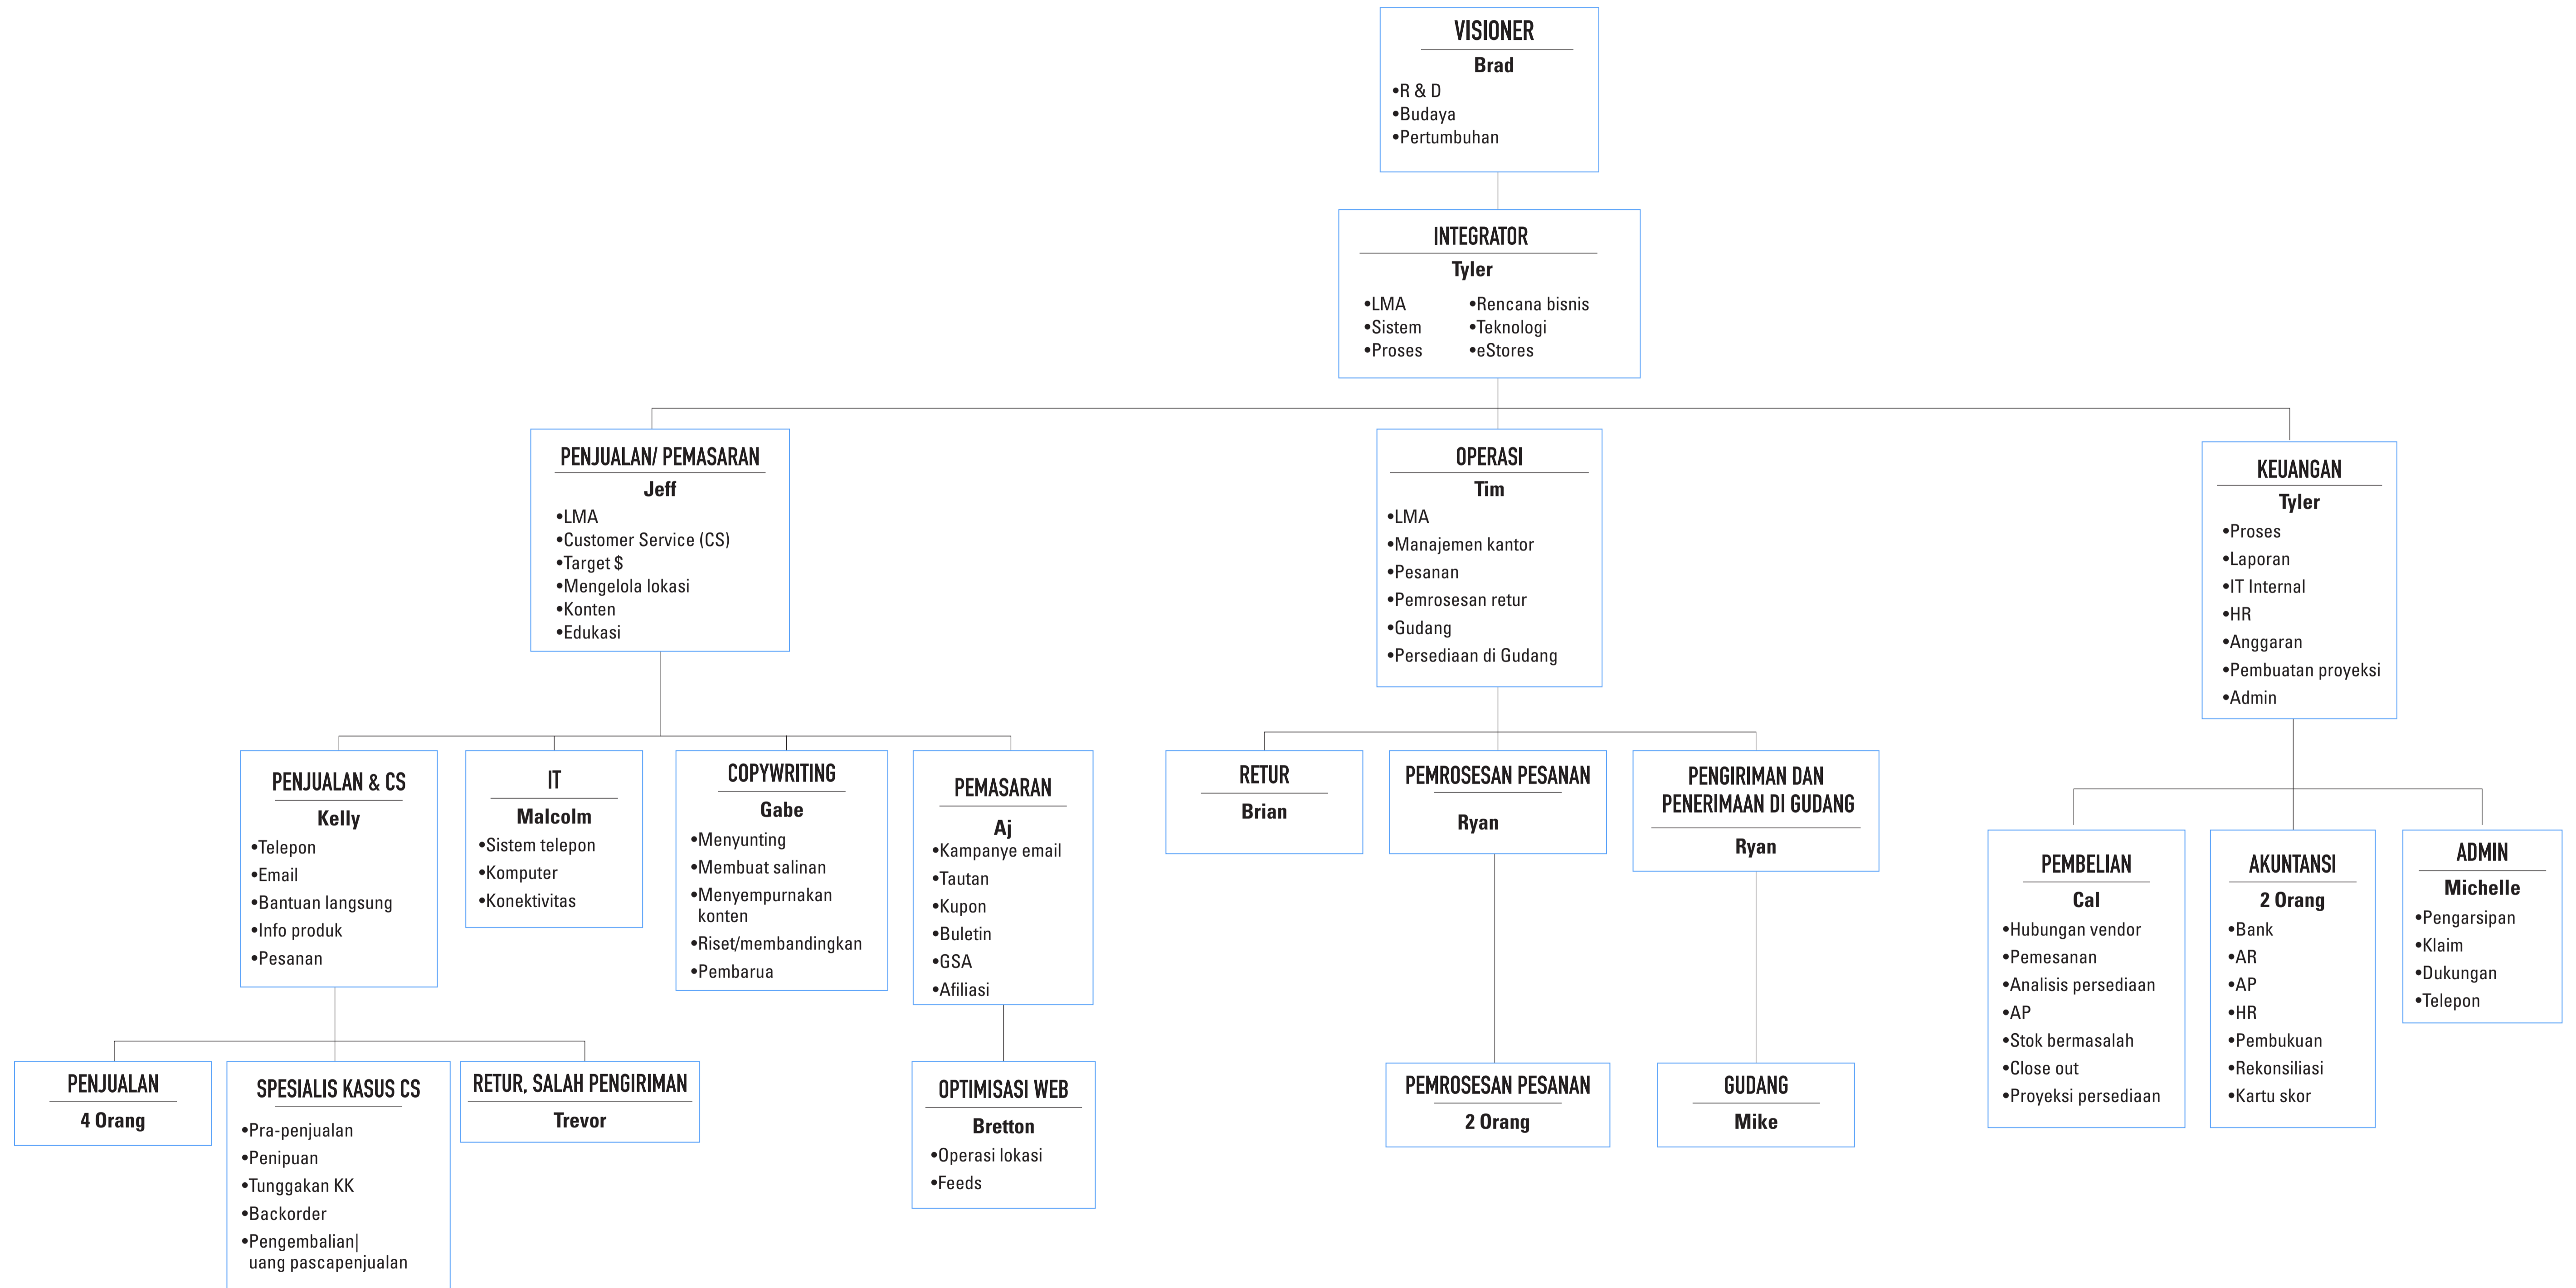 VISIONER
Brad
•R & D
•Budaya
•Pertumbuhan
INTEGRATOR
Tyler
•LMA
•Sistem
•Proses
•Rencana bisnis
•Teknologi
•eStores
PENJUALAN/ PEMASARAN
Jeff
•LMA
•Customer Service (CS)
•Target $
•Mengelola lokasi
•Konten
•Edukasi
OPERASI
Tim
•LMA
•Manajemen kantor
•Pesanan
•Pemrosesan retur
•Gudang
•Persediaan di Gudang
KEUANGAN
Tyler
•Proses
•Laporan
•IT Internal
•HR
•Anggaran
•Pembuatan proyeksi
•Admin
PENJUALAN & CS
Kelly
•Telepon
•Email
•Bantuan langsung
•Info produk
•Pesanan
IT
Malcolm
•Sistem telepon
•Komputer
•Konektivitas
COPYWRITING
Gabe
•Menyunting
•Membuat salinan
•Menyempurnakan
konten
•Riset/membandingkan
•Pembarua
PEMASARAN
Aj
•Kampanye email
•Tautan
•Kupon
•Buletin
•GSA
•Afiliasi
RETUR
Brian
PEMROSESAN PESANAN
Ryan
PENGIRIMAN DAN
PENERIMAAN DI GUDANG
Ryan
PEMBELIAN
Cal
•Hubungan vendor
•Pemesanan
•Analisis persediaan
•AP
•Stok bermasalah
•Close out
•Proyeksi persediaan
AKUNTANSI
2 Orang
•Bank
•AR
•AP
•HR
•Pembukuan
•Rekonsiliasi
•Kartu skor
ADMIN
Michelle
•Pengarsipan
•Klaim
•Dukungan
•Telepon
PENJUALAN
4 Orang
SPESIALIS KASUS CS
•Pra-penjualan
•Penipuan
•Tunggakan KK
•Backorder
•Pengembalian|
uang pascapenjualan
RETUR, SALAH PENGIRIMAN
Trevor
OPTIMISASI WEB
Bretton
•Operasi lokasi
•Feeds
PEMROSESAN PESANAN
2 Orang
GUDANG
Mike